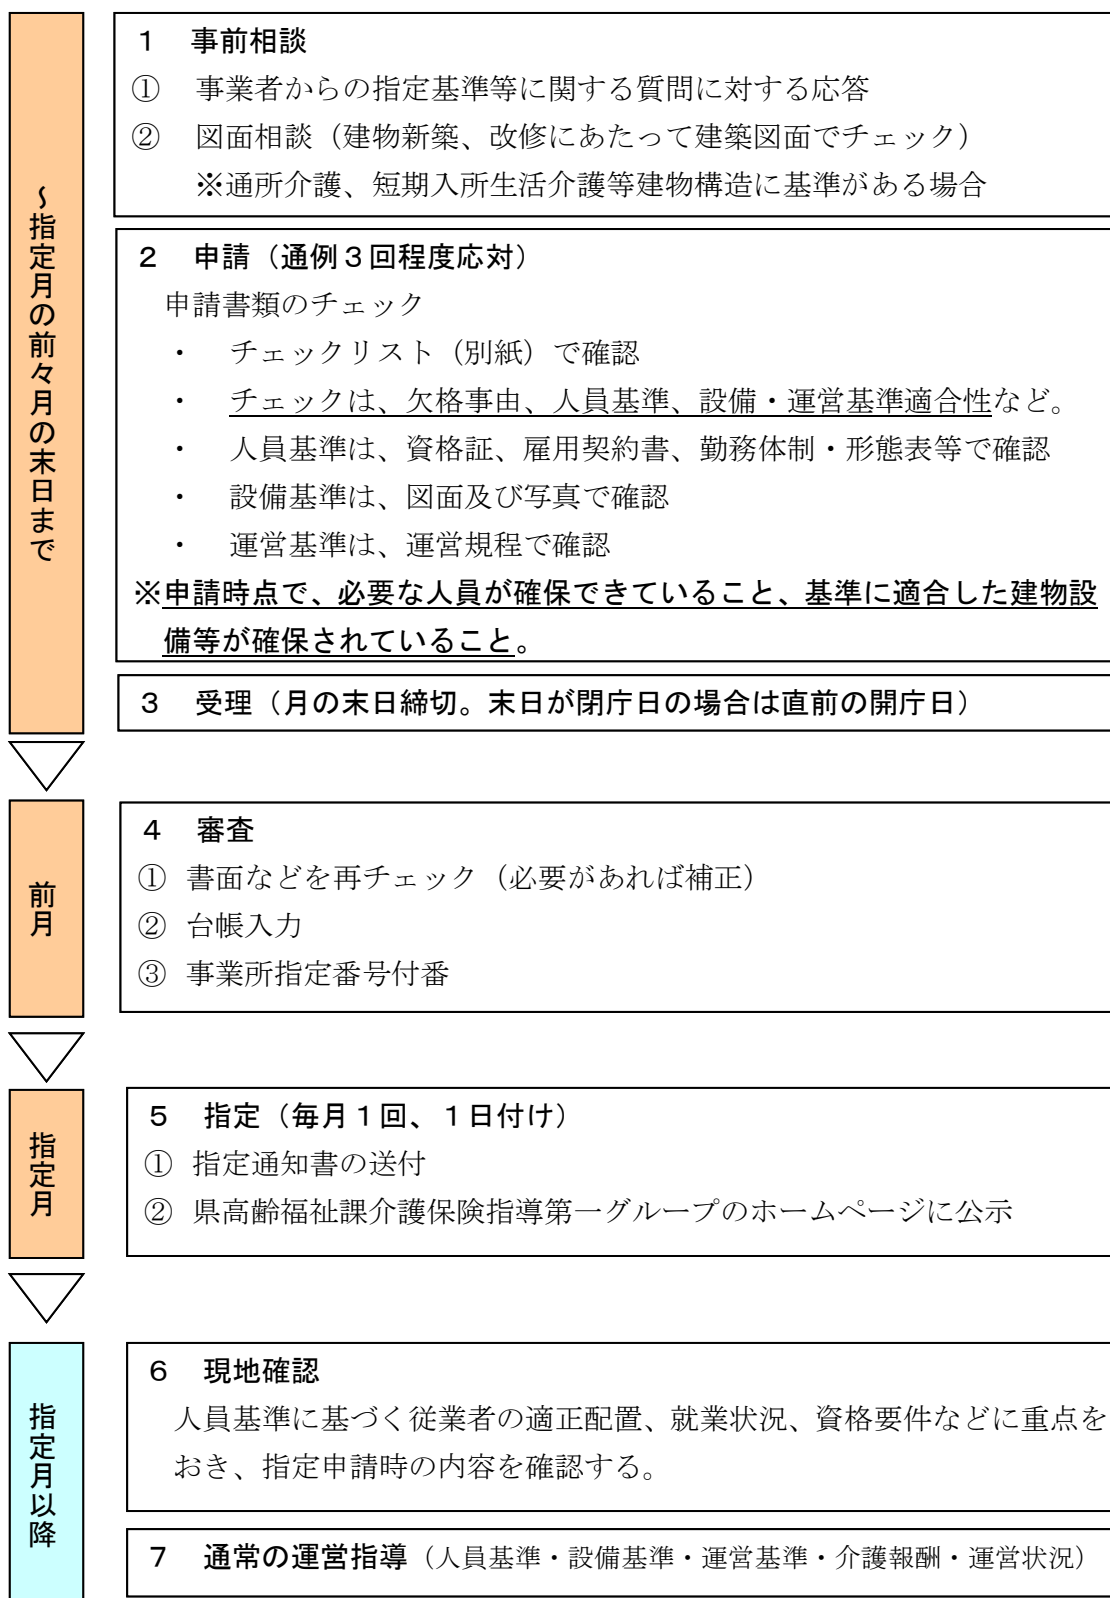 ～指定月の前々月の末日まで
１　事前相談
①　事業者からの指定基準等に関する質問に対する応答
②　図面相談（建物新築、改修にあたって建築図面でチェック）
※通所介護、短期入所生活介護等建物構造に基準がある場合
２　申請（通例３回程度応対）
申請書類のチェック
・　チェックリスト（別紙）で確認
・　チェックは、欠格事由、人員基準、設備・運営基準適合性など。
・　人員基準は、資格証、雇用契約書、勤務体制・形態表等で確認
・　設備基準は、図面及び写真で確認
・　運営基準は、運営規程で確認
※申請時点で、必要な人員が確保できていること、基準に適合した建物設
備等が確保されていること。
３　受理（月の末日締切。末日が閉庁日の場合は直前の開庁日）
前月
４　審査
①　書面などを再チェック（必要があれば補正）
②　台帳入力
③　事業所指定番号付番
指定月
５　指定（毎月１回、１日付け）
①　指定通知書の送付
②　県高齢福祉課介護保険指導第一グループのホームページに公示
指定月以降
６　現地確認
人員基準に基づく従業者の適正配置、就業状況、資格要件などに重点を
おき、指定申請時の内容を確認する。
７　通常の運営指導（人員基準・設備基準・運営基準・介護報酬・運営状況）